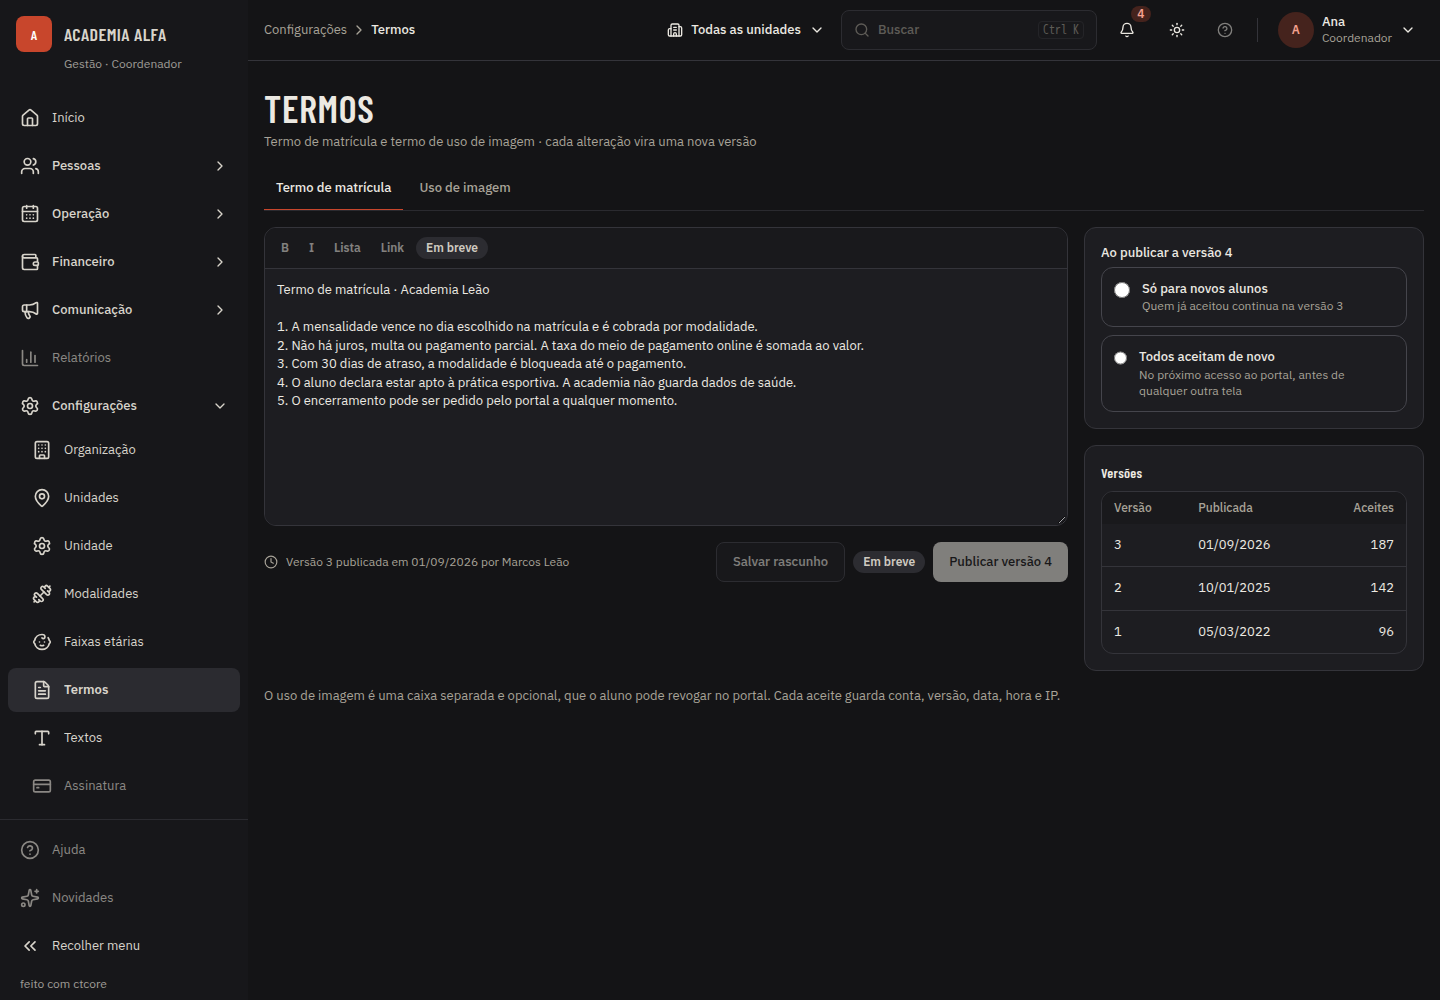 A
ACADEMIA ALFA
Gestão · Coordenador
Início
Pessoas
Operação
Financeiro
Comunicação
Relatórios
Configurações
Organização
Unidades
Unidade
Modalidades
Faixas etárias
Termos
Textos
Assinatura
Ajuda
Novidades
Recolher menu
feito com ctcore
Configurações > Termos
Todas as unidades
Buscar
Ctrl K
4
A
Ana
Coordenador
TERMOS
Termo de matrícula e termo de uso de imagem · cada alteração vira uma nova versão
Termo de matrícula
Uso de imagem
B I Lista Link Em breve
Termo de matrícula · Academia Leão
1. A mensalidade vence no dia escolhido na matrícula e é cobrada por modalidade.
2. Não há juros, multa ou pagamento parcial. A taxa do meio de pagamento online é somada ao valor.
3. Com 30 dias de atraso, a modalidade é bloqueada até o pagamento.
4. O aluno declara estar apto à prática esportiva. A academia não guarda dados de saúde.
5. O encerramento pode ser pedido pelo portal a qualquer momento.
Versão 3 publicada em 01/09/2026 por Marcos Leão
Salvar rascunho
Em breve
Publicar versão 4
Ao publicar a versão 4
Só para novos alunos
Quem já aceitou continua na versão 3
Todos aceitam de novo
No próximo acesso ao portal, antes de
qualquer outra tela
Versões
Versão Publicada Aceites
3 01/09/2026 187
2 10/01/2025 142
1 05/03/2022 96
O uso de imagem é uma caixa separada e opcional, que o aluno pode revogar no portal. Cada aceite guarda conta, versão, data, hora e IP.